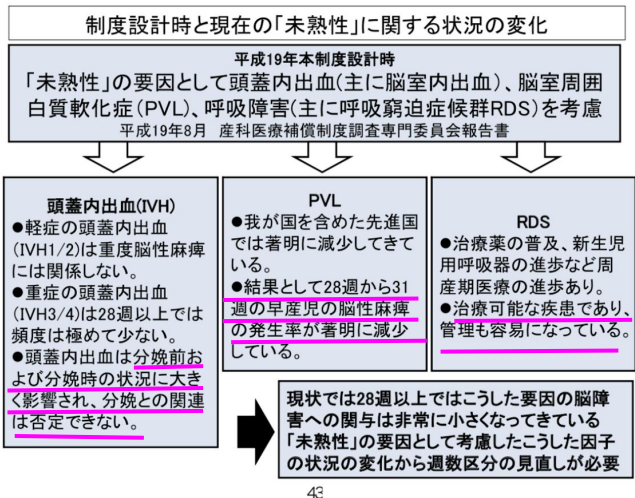 制度設計時と現在の「未熟性」に関する状況の変化
平成19年本制度設計時
「未熟性」の要因として頭蓋内出血(主に脳室内出血)、脳室周囲
白質軟化症(PVL)、呼吸障害(主に呼吸窮迫症候群RDS)を考慮
平成19年8月　産科医療補償制度調査専門委員会報告書
頭蓋内出血(IVH)
●軽症の頭蓋内出血
(IVH1/2)は重度脳性麻痺
には関係しない。
●重症の頭蓋内出血
(IVH3/4)は28週以上では
頻度は極めて少ない。
●頭蓋内出血は分娩前お
よび分娩時の状況に大き
く影響され、分娩との関連
は否定できない。
PVL
●我が国を含めた先進国
では著明に減少してきて
いる。
●結果として28週から31
週の早産児の脳性麻痺
の発生率が著明に減少
している。
RDS
●治療薬の普及、新生児
用呼吸器の進歩など周
産期医療の進歩あり。
●治療可能な疾患であり、
管理も容易になっている。
現状では28週以上ではこうした要因の脳障
害への関与は非常に小さくなってきている
「未熟性」の要因として考慮したこうした因子
の状況の変化から週数区分の見直しが必要
43